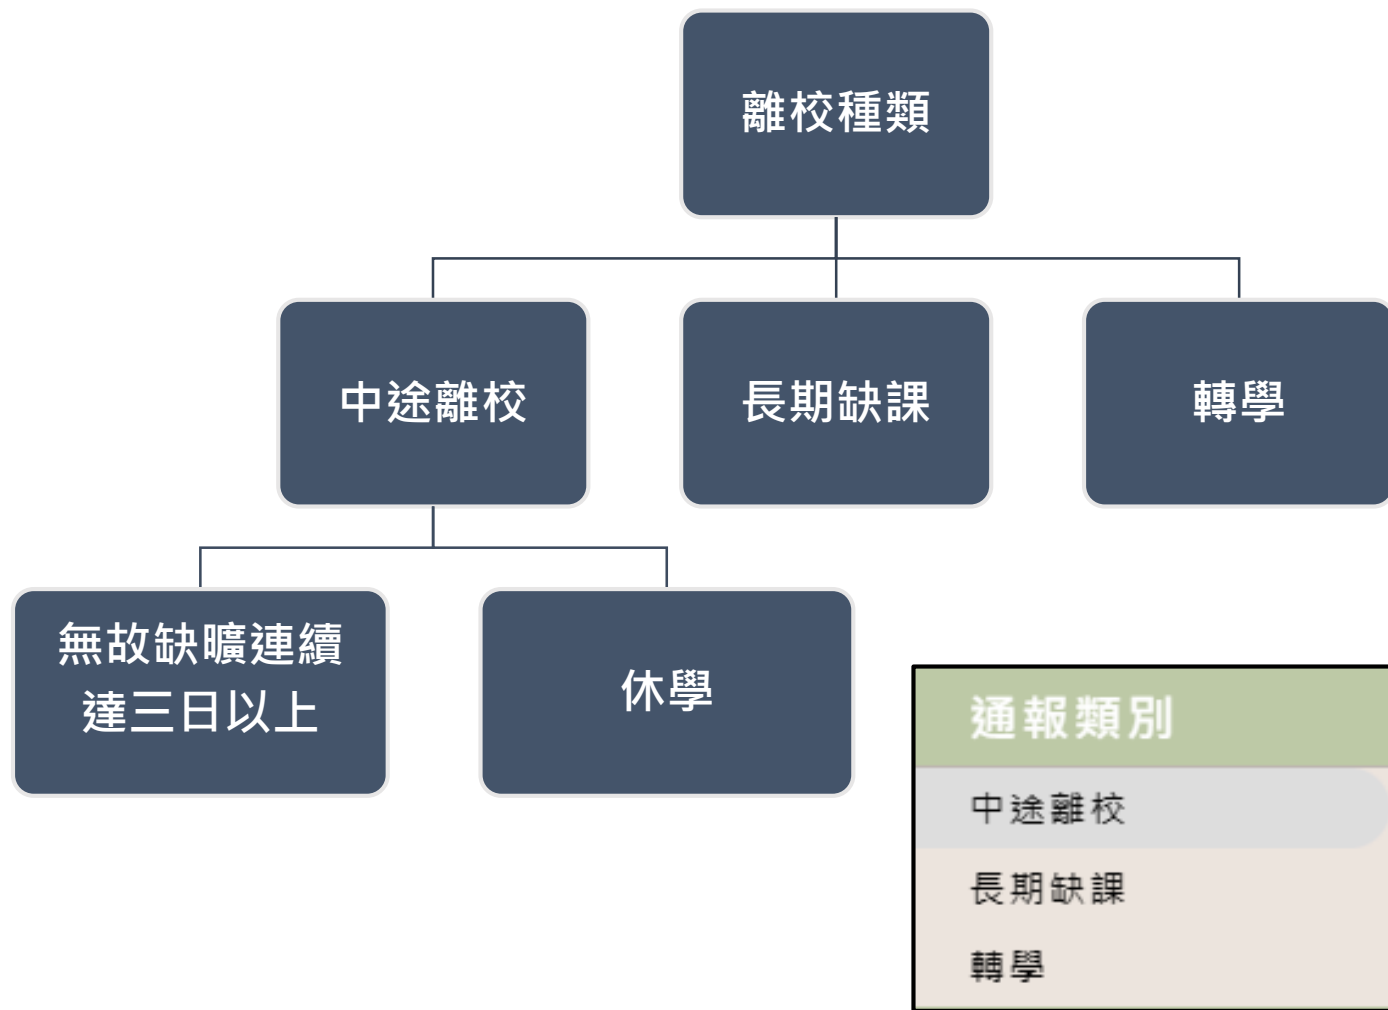 離校種類
中途離校
長期缺課
轉學
無故缺曠連續
達三日以上
休學
通報類別
中途離校
長期缺課
轉學